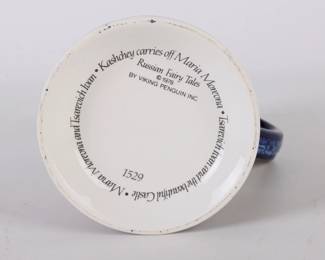 Kashchey carries off Maria Morevna • Tsarevich Ivan and the beautiful Castle • Maria Morevna and Tsarevich Ivan •
Russian Fairy Tales
© 1976
BY VIKING PENGUIN INC.
1529